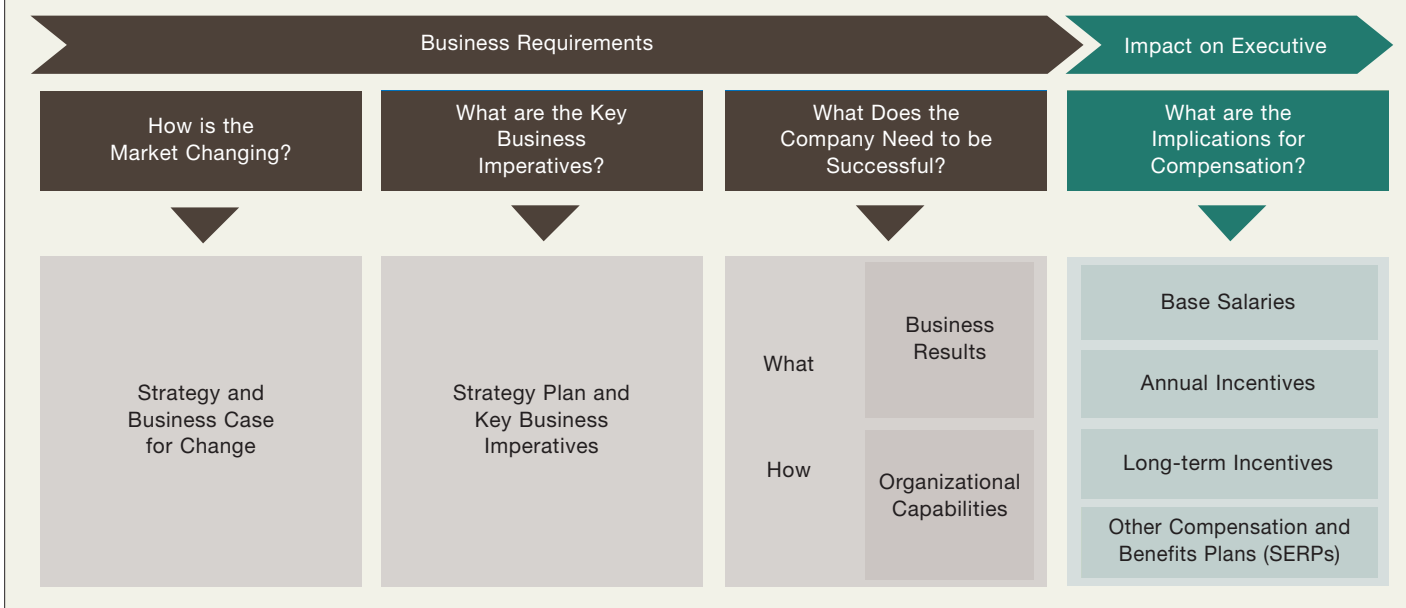 Business Requirements
Impact on Executive
How is the
Market Changing?
What are the Key
Business
Imperatives?
What Does the
Company Need to be
Successful?
What are the
Implications for
Compensation?
Strategy and
Business Case
for Change
Strategy Plan and
Key Business
Imperatives
What
Business
Results
How
Organizational
Capabilities
Base Salaries
Annual Incentives
Long-term Incentives
Other Compensation and
Benefits Plans (SERPs)